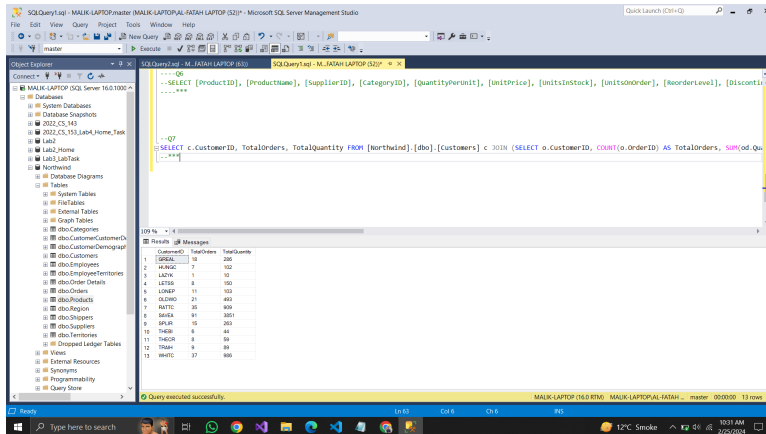 SQLQuery1.sql - MALIK-LAPTOP.master (MALIK-LAPTOP\AL-FATAH LAPTOP (52))* - Microsoft SQL Server Management Studio
Quick Launch (Ctrl+Q)
File Edit View Query Project Tools Window Help
New Query
master
Execute
Object Explorer
SQLQuery2.sql - M...FATAH LAPTOP (63))
SQLQuery1.sql - M...FATAH LAPTOP (52))*
Connect
MALIK-LAPTOP (SQL Server 16.0.1000
Databases
System Databases
Database Snapshots
2022_CS_143
2022_CS_153_Lab4_Home_Task
Lab2
Lab2_Home
Lab3_LabTask
Northwind
Database Diagrams
Tables
System Tables
FileTables
External Tables
Graph Tables
dbo.Categories
dbo.CustomerCustomerD
dbo.CustomerDemograph
dbo.Customers
dbo.Employees
dbo.EmployeeTerritories
dbo.Order Details
dbo.Orders
dbo.Products
dbo.Region
dbo.Shippers
dbo.Suppliers
dbo.Territories
Dropped Ledger Tables
Views
External Resources
Synonyms
Programmability
Query Store
----Q6
--SELECT [ProductID], [ProductName], [SupplierID], [CategoryID], [QuantityPerUnit], [UnitPrice], [UnitsInStock], [UnitsOnOrder], [ReorderLevel], [Disconti
----***
--Q7
SELECT c.CustomerID, TotalOrders, TotalQuantity FROM [Northwind].[dbo].[Customers] c JOIN (SELECT o.CustomerID, COUNT(o.OrderID) AS TotalOrders, SUM(od.Qu
--***
109 %
Results Messages
CustomerID TotalOrders TotalQuantity
1 GREAL 18
2 HUNGC 7 102
3 LAZYK 1 10
4 LETSS 8 150
5 LONEP 11 103
6 OLDWO 21 493
7 RATTC 35 909
8 SAVEA 91 3851
9 SPLIR 15 263
10 THEBI 6 44
11 THECR 8 59
12 TRAIH 9 89
13 WHITC 37 986
Query executed successfully.
MALIK-LAPTOP (16.0 RTM) MALIK-LAPTOP\AL-FATAH ... master 00:00:00 13 rows
Ready
Ln 63 Col 6 Ch 6 INS
Type here to search
12°C Smoke
10:31 AM
2/25/2024